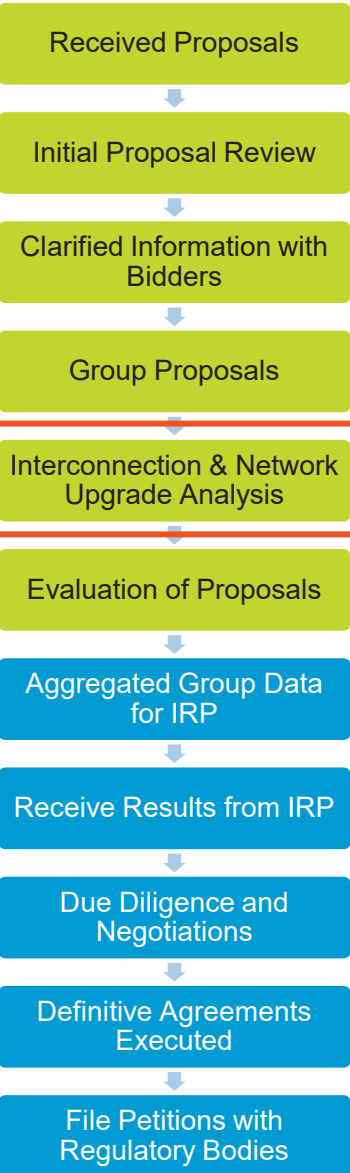 Received Proposals
Initial Proposal Review
Clarified Information with
Bidders
Group Proposals
Interconnection & Network
Upgrade Analysis
Evaluation of Proposals
Aggregated Group Data
for IRP
Receive Results from IRP
Due Diligence and
Negotiations
Definitive Agreements
Executed
File Petitions with
Regulatory Bodies